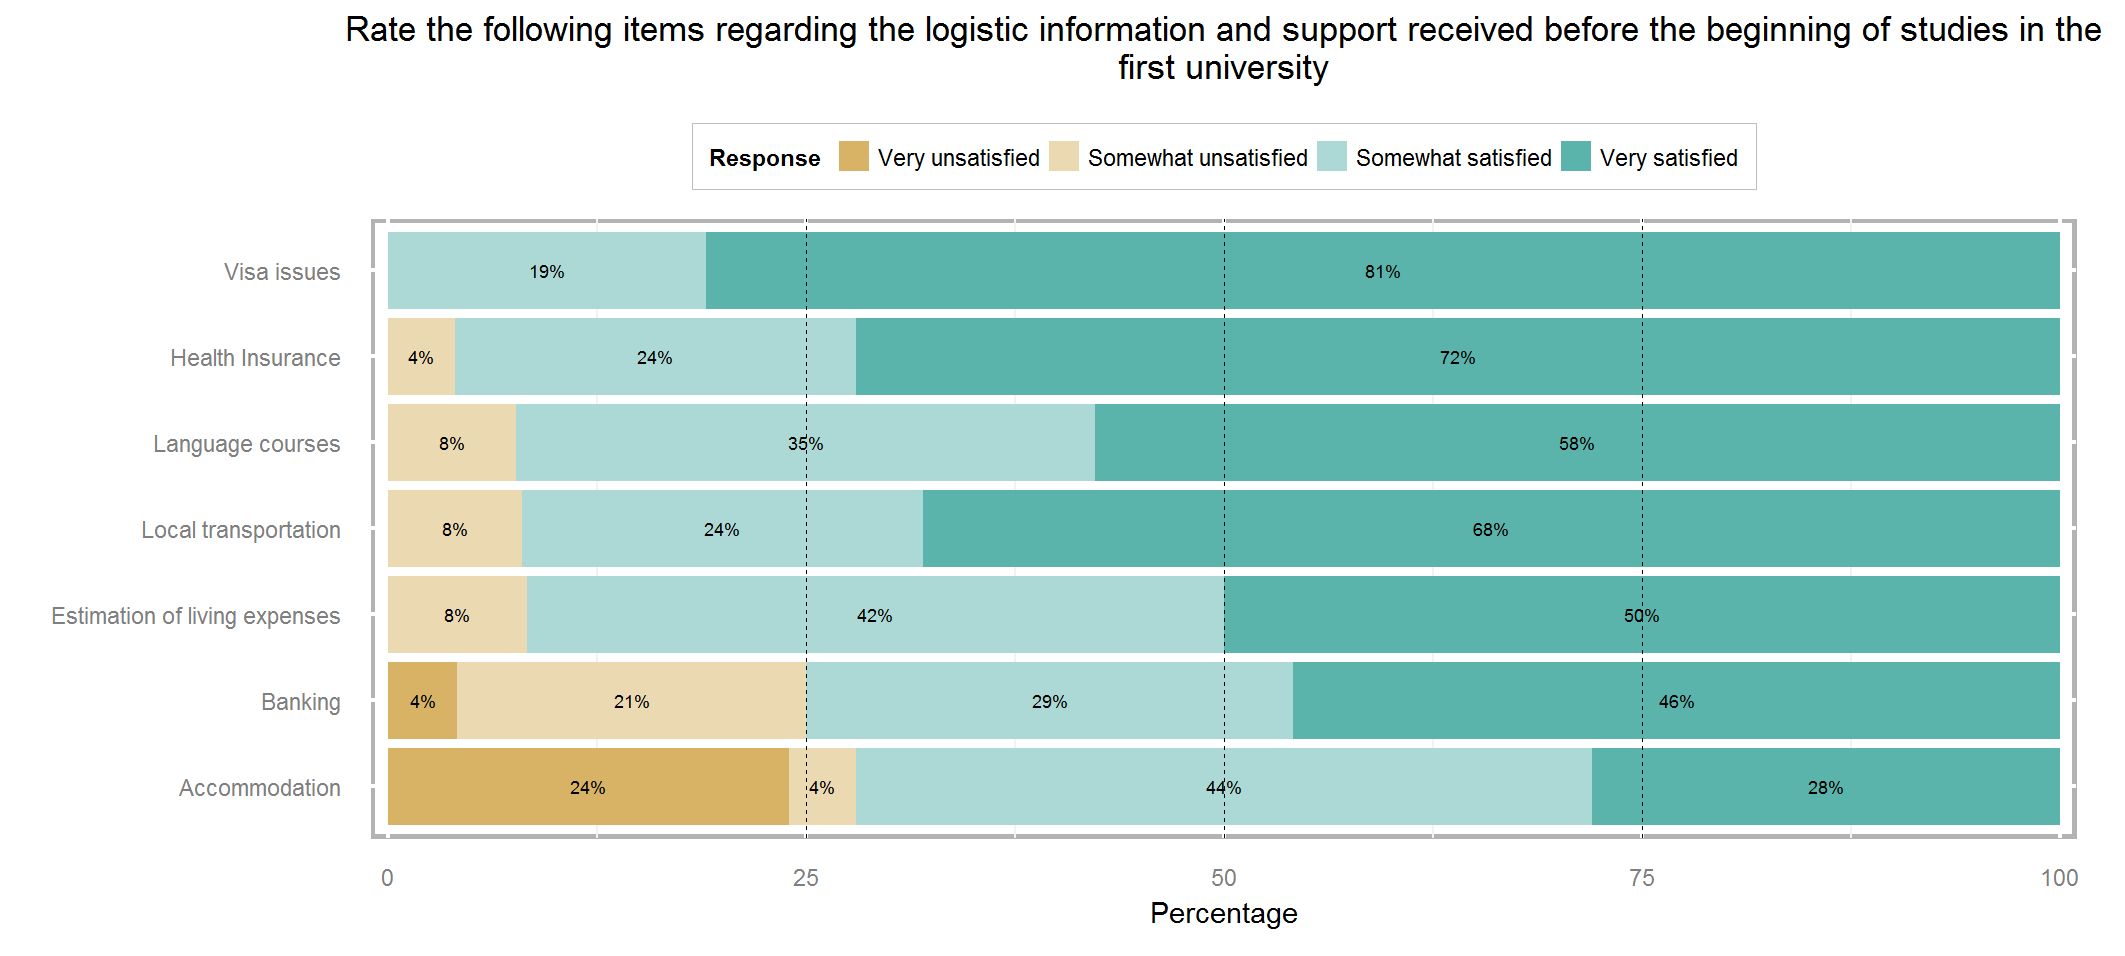 Rate the following items regarding the logistic information and support received before the beginning of studies in the
first university
Response Very unsatisfied Somewhat unsatisfied Somewhat satisfied Very satisfied
Visa issues 19% 81%
Health Insurance 4% 24% 72%
Language courses 8% 35% 58%
Local transportation 8% 24% 68%
Estimation of living expenses 8% 42% 50%
Banking 4% 21% 29% 46%
Accommodation 24% 4% 44% 28%
0 25 50 75 100
Percentage